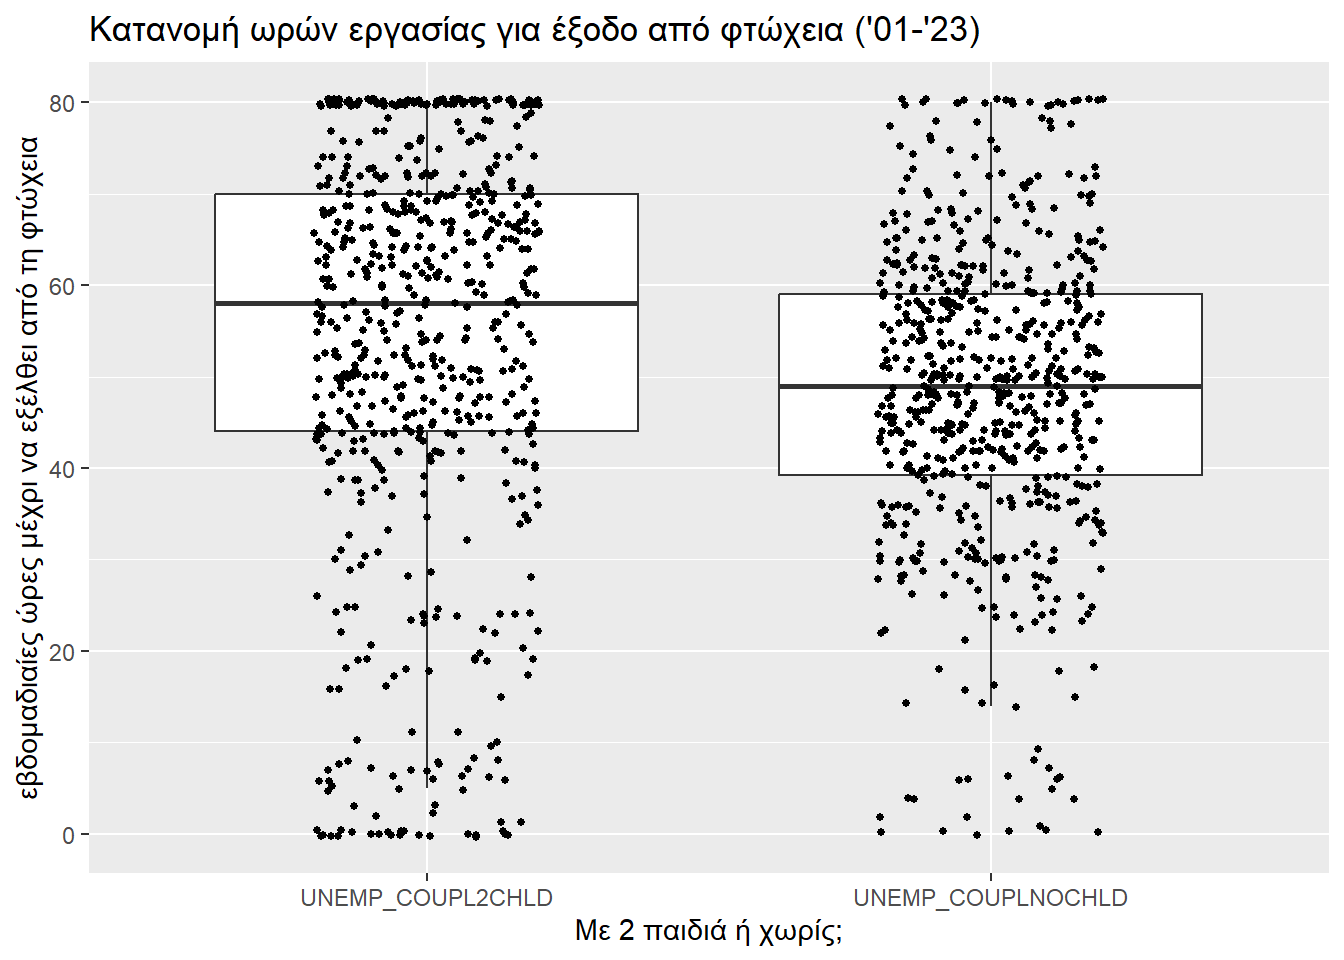 Κατανομή ωρών εργασίας για έξοδο από φτώχεια ('01-'23)
εβδομαδιαίες ώρες μέχρι να εξέλθει από τη φτώχεια
80
60
40
20
0
UNEMP_COUPL2CHLD
UNEMP_COUPLNOCHLD
Με 2 παιδιά ή χωρίς;